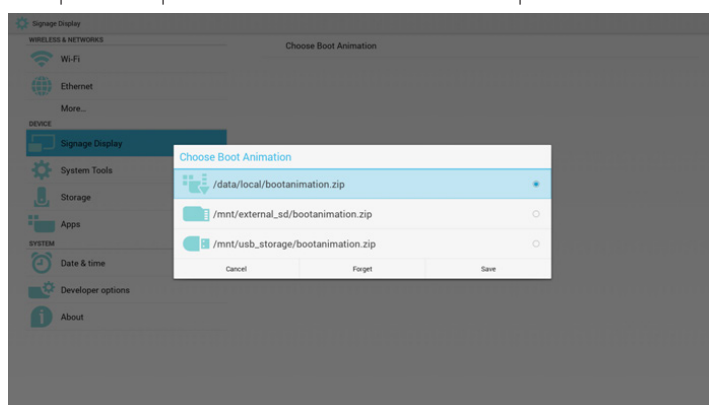 Signage Display
WIRELESS & NETWORKS
Wi-Fi
Ethernet
More...
DEVICE
Signage Display
System Tools
Storage
Apps
SYSTEM
Date & time
Developer options
About
Choose Boot Animation
Choose Boot Animation
/data/local/bootanimation.zip
/mnt/external_sd/bootanimation.zip
/mnt/usb_storage/bootanimation.zip
Cancel Forget Save